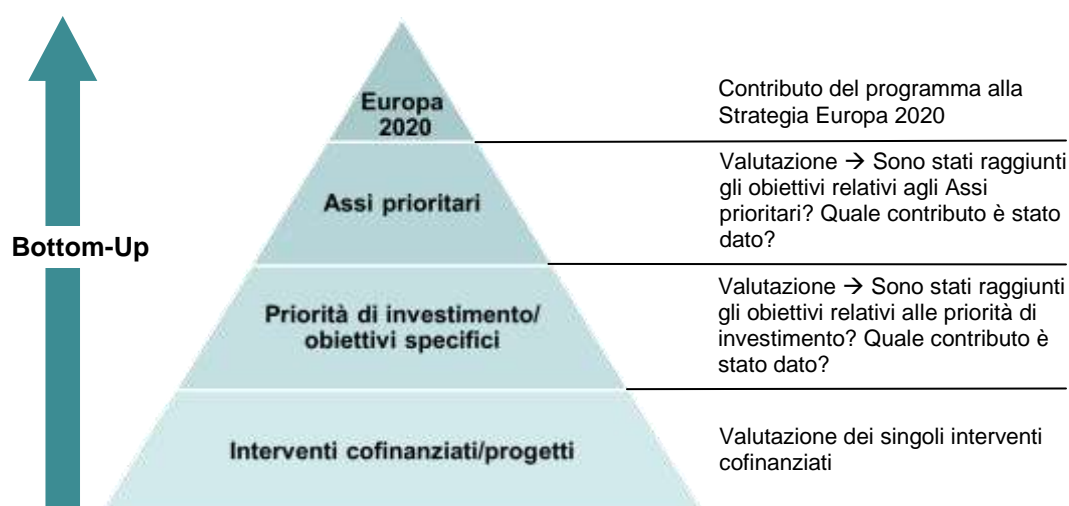 Europa
2020
Contributo del programma alla
Strategia Europa 2020
Assi prioritari
Valutazione → Sono stati raggiunti
gli obiettivi relativi agli Assi
prioritari? Quale contributo è stato
dato?
Bottom-Up
Priorità di investimento/
obiettivi specifici
Valutazione → Sono stati raggiunti
gli obiettivi relativi alle priorità di
investimento? Quale contributo è
stato dato?
Interventi cofinanziati/progetti
Valutazione dei singoli interventi
cofinanziati